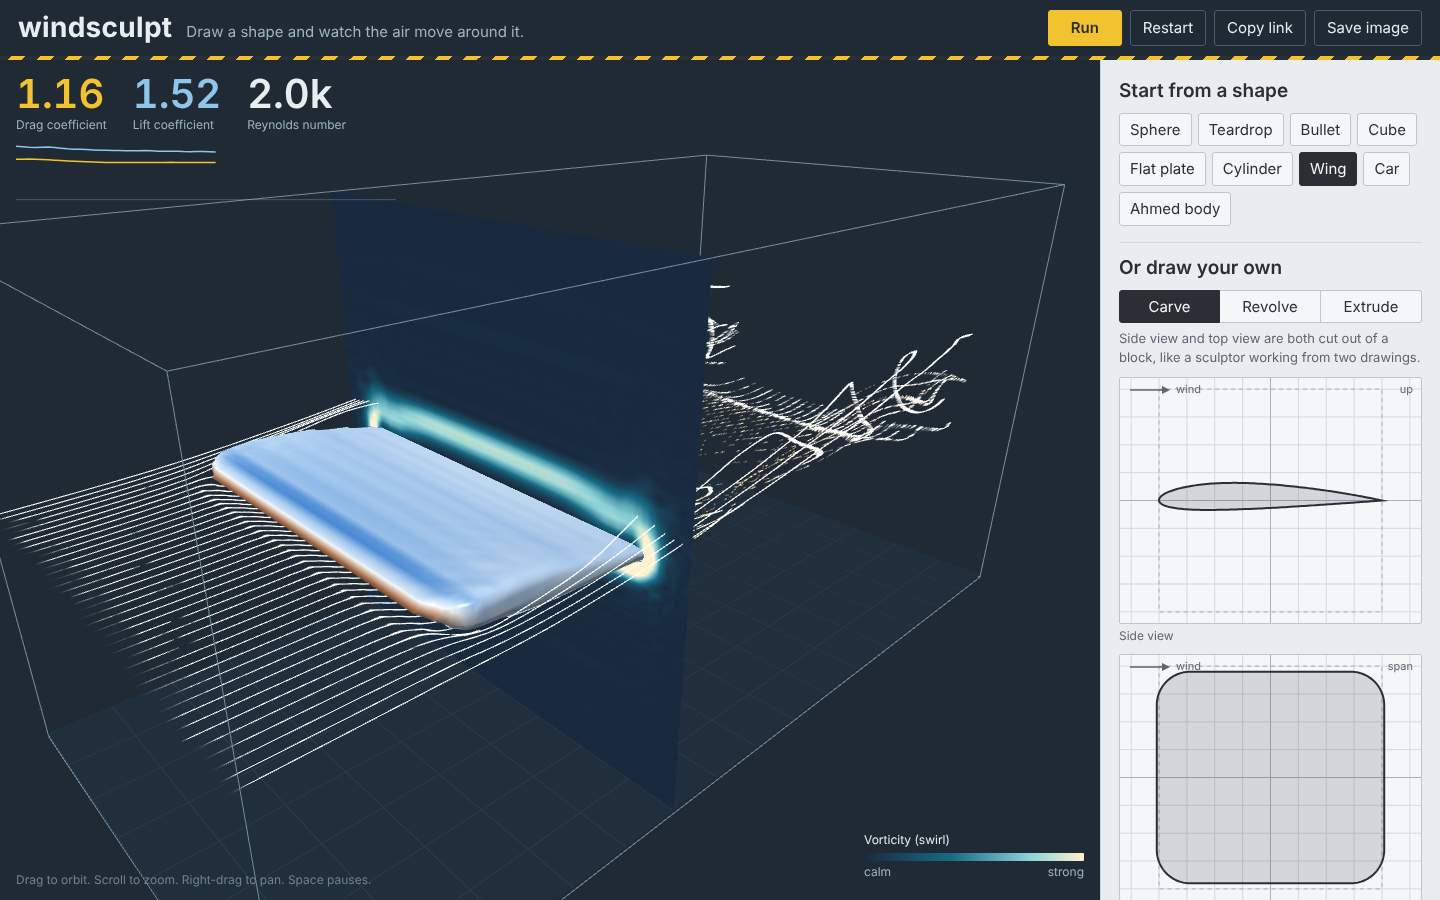 windsculpt
Draw a shape and watch the air move around it.
Run
Restart
Copy link
Save image
1.16
1.52
2.0k
Drag coefficient
Lift coefficient
Reynolds number
Vorticity (swirl)
calm
strong
Drag to orbit. Scroll to zoom. Right-drag to pan. Space pauses.
Start from a shape
Sphere
Teardrop
Bullet
Cube
Flat plate
Cylinder
Wing
Car
Ahmed body
Or draw your own
Carve
Revolve
Extrude
Side view and top view are both cut out of a
block, like a sculptor working from two drawings.
wind
up
Side view
wind
span